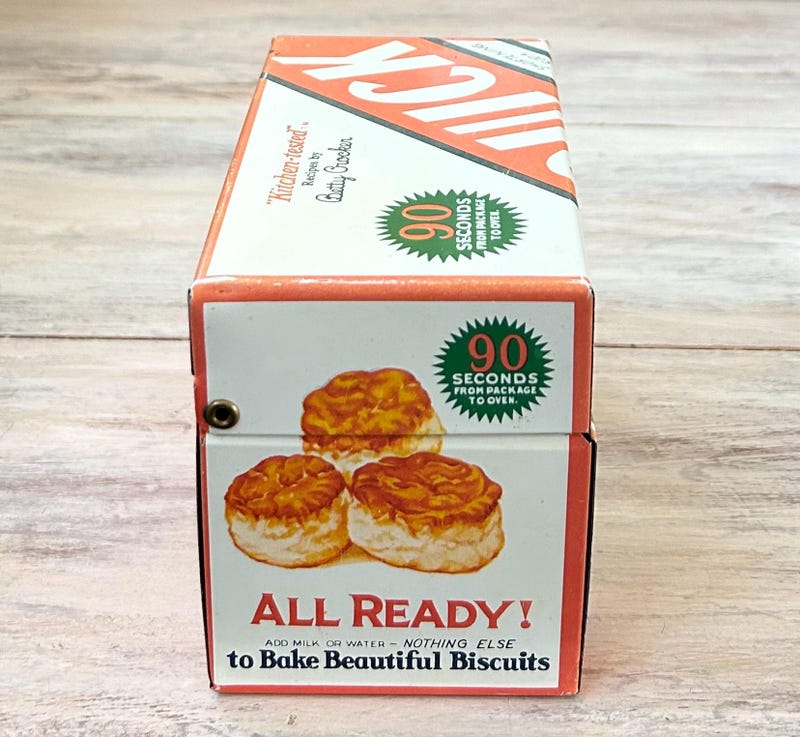 "Kitchen-tested"
Recipes by
Betty Crocker
90
SECONDS
FROM PACKAGE
TO OVEN.
90
SECONDS
FROM PACKAGE
TO OVEN.
ALL READY!
ADD MILK OR WATER – NOTHING ELSE
to Bake Beautiful Biscuits